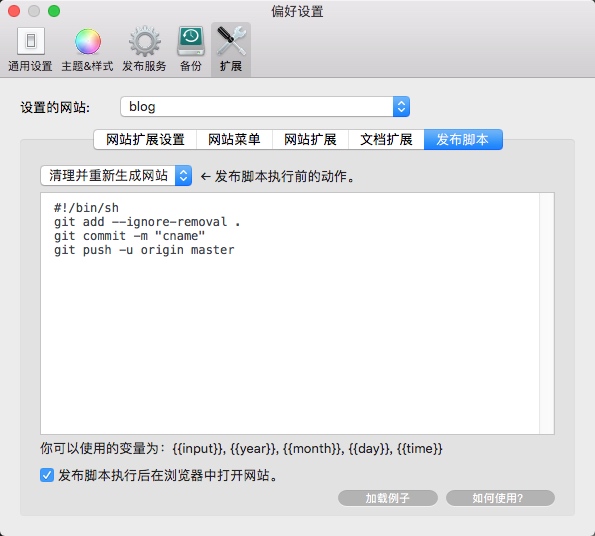 偏好设置
通用设置 主题&样式 发布服务 备份 扩展
设置的网站: blog
网站扩展设置 网站菜单 网站扩展 文档扩展 发布脚本
清理并重新生成网站 ← 发布脚本执行前的动作。
#!/bin/sh
git add --ignore-removal .
git commit -m "cname"
git push -u origin master
你可以使用的变量为：{{input}}, {{year}}, {{month}}, {{day}}, {{time}}
发布脚本执行后在浏览器中打开网站。
加载例子 如何使用?